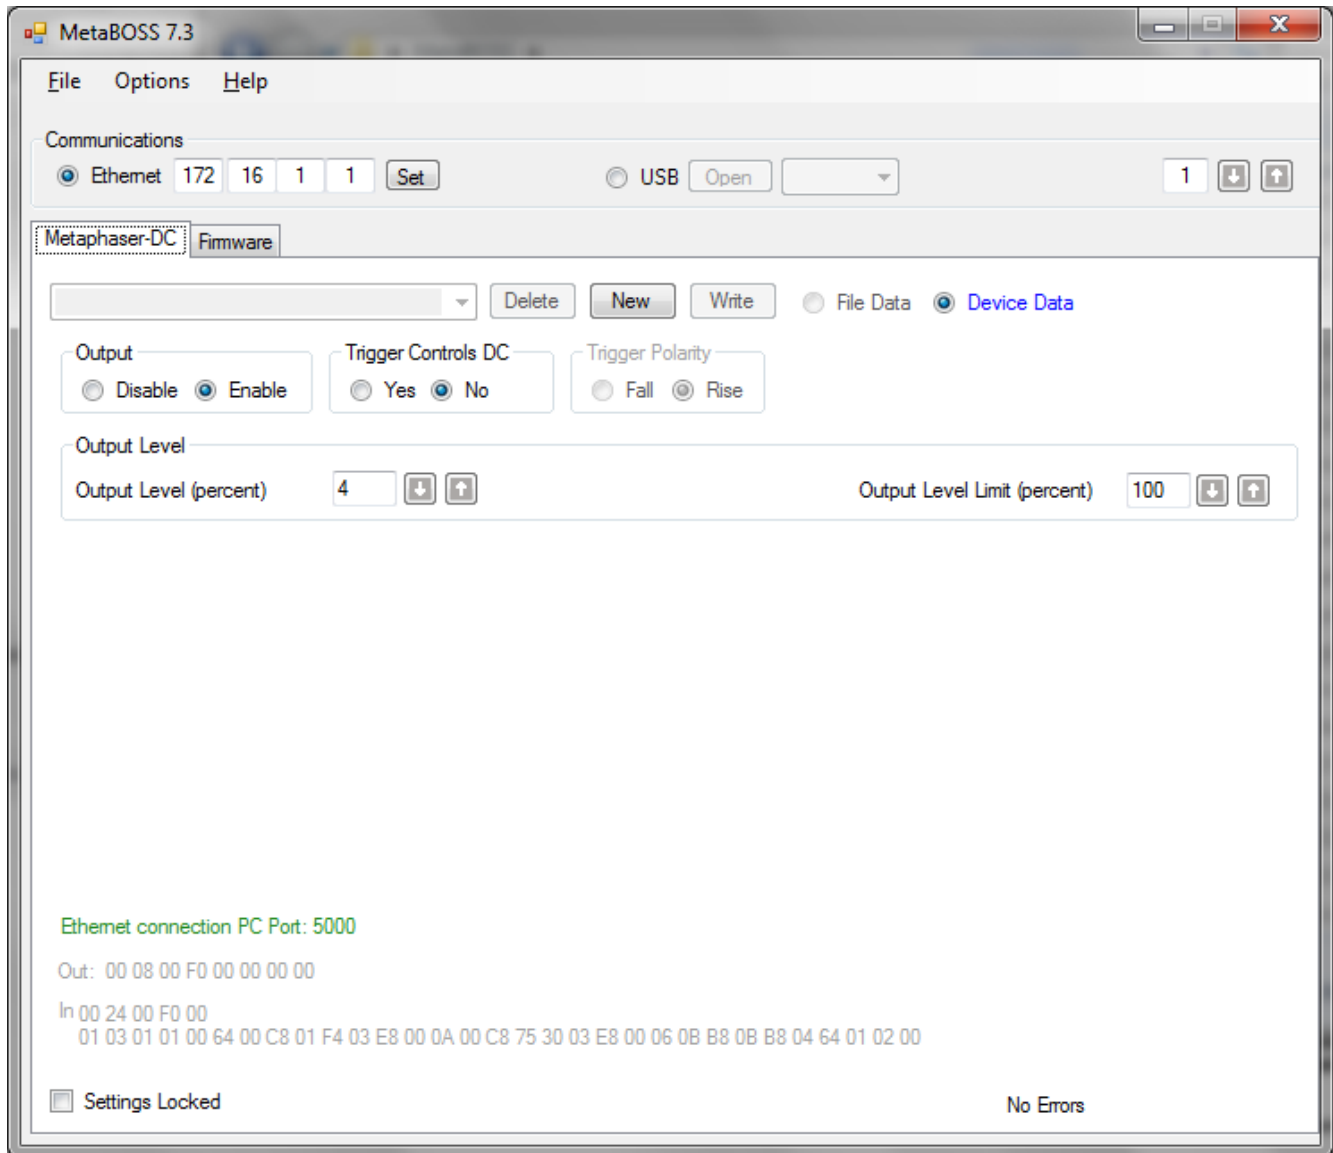 MetaBOSS 7.3
File Options Help
Communications
Ethernet 172 16 1 1 Set USB Open 1
Metaphaser-DC Firmware
Delete New Write File Data Device Data
Output Trigger Controls DC Trigger Polarity
Disable Enable Yes No Fall Rise
Output Level
Output Level (percent) 4 Output Level Limit (percent) 100
Ethernet connection PC Port: 5000
Out: 00 08 00 F0 00 00 00 00
In 00 24 00 F0 00
01 03 01 01 00 64 00 C8 01 F4 03 E8 00 0A 00 C8 75 30 03 E8 00 06 0B B8 0B B8 04 64 01 02 00
Settings Locked No Errors